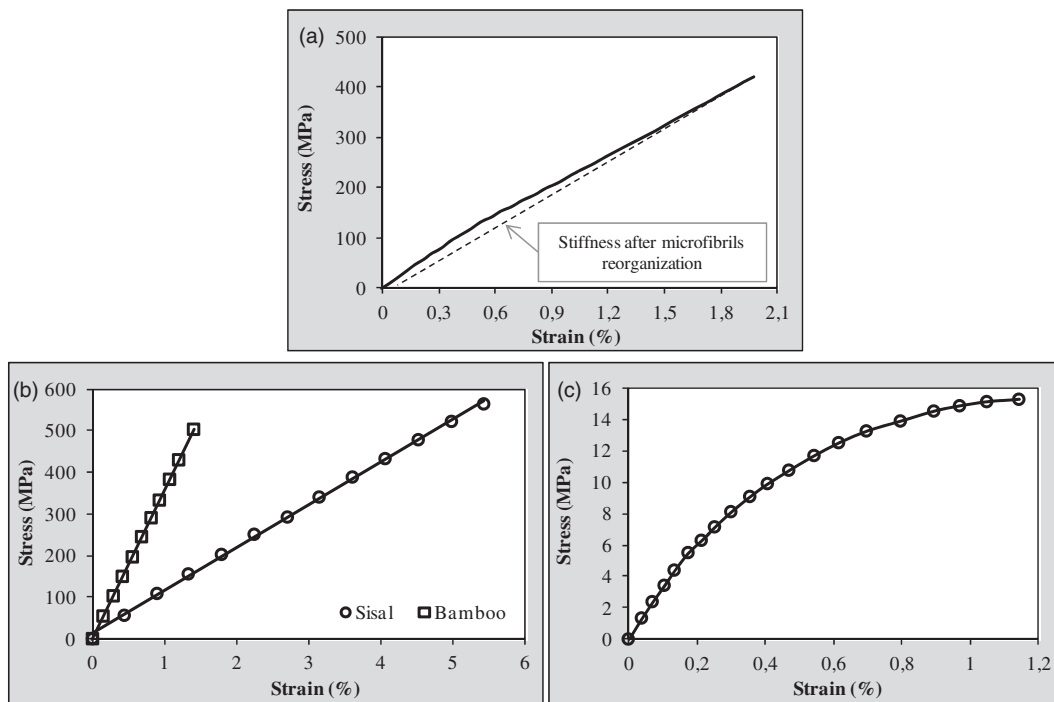 (a)
500
400
300
200
100
0
Stress (MPa)
Stiffness after microfibrils
reorganization
0 0,3 0,6 0,9 1,2 1,5 1,8 2,1
Strain (%)
(b)
600
500
400
300
200
100
0
Stress (MPa)
Sisal Bamboo
0 1 2 3 4 5 6
Strain (%)
(c)
16
14
12
10
8
6
4
2
0
Stress (MPa)
0 0,2 0,4 0,6 0,8 1 1,2
Strain (%)